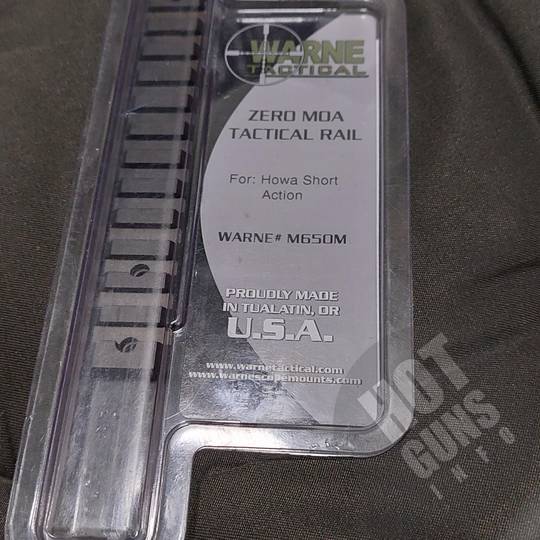 WARNE
TACTICAL
ZERO MOA
TACTICAL RAIL
For: Howa Short
Action
WARNE# M650M
PROUDLY MADE
IN TUALATIN, OR
U.S.A.
www.warnetactical.com
www.warnescopemounts.com
HOT
GUNS
INFO